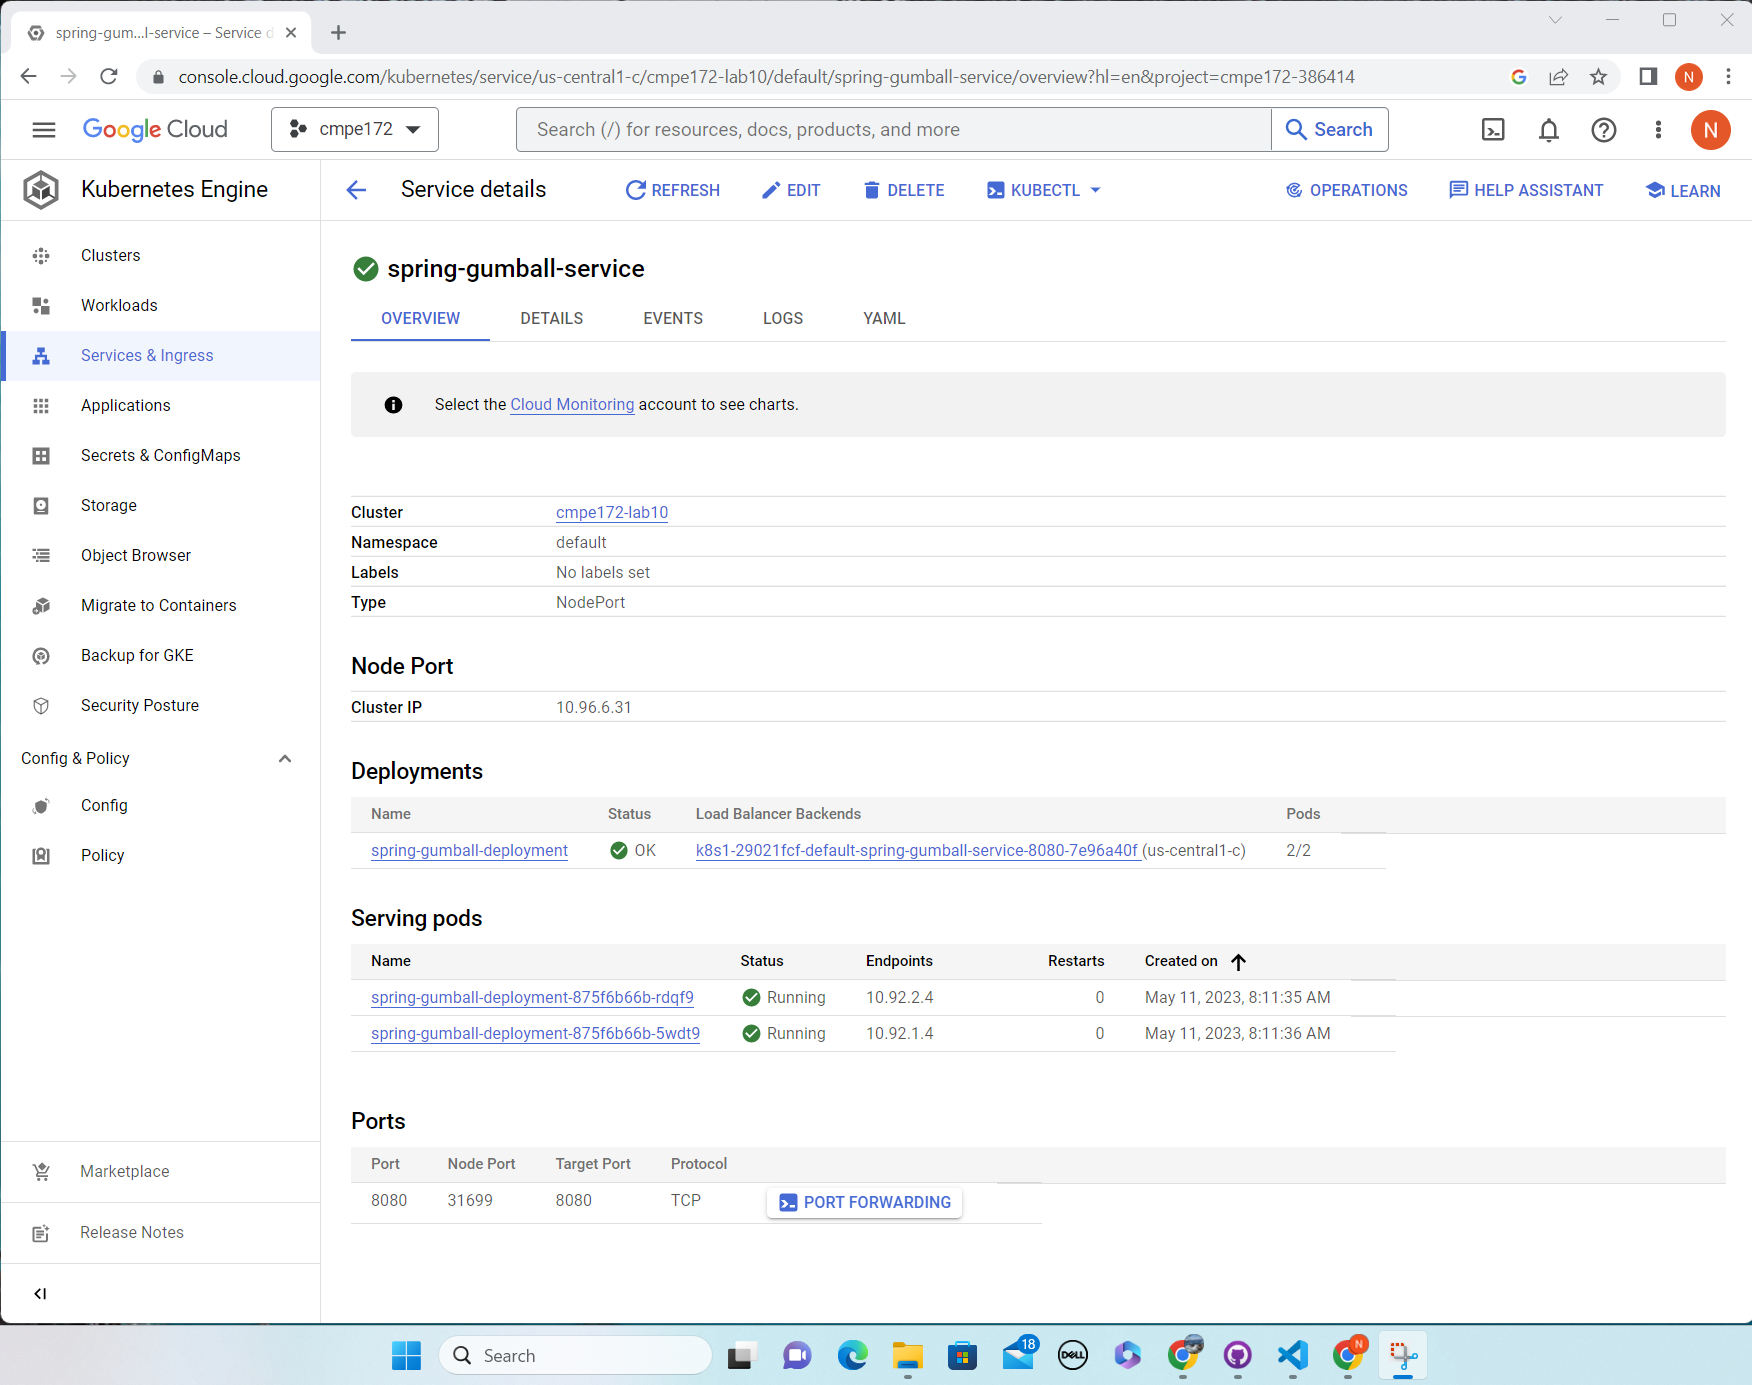 spring-gum...l-service – Service d
console.cloud.google.com/kubernetes/service/us-central1-c/cmpe172-lab10/default/spring-gumball-service/overview?hl=en&project=cmpe172-386414
N
Google Cloud
cmpe172
Search (/) for resources, docs, products, and more
Search
N
Kubernetes Engine
Service details
REFRESH
EDIT
DELETE
KUBECTL
OPERATIONS
HELP ASSISTANT
LEARN
Clusters
Workloads
Services & Ingress
Applications
Secrets & ConfigMaps
Storage
Object Browser
Migrate to Containers
Backup for GKE
Security Posture
Config & Policy
Config
Policy
Marketplace
Release Notes
spring-gumball-service
OVERVIEW DETAILS EVENTS LOGS YAML
Select the Cloud Monitoring account to see charts.
Cluster cmpe172-lab10
Namespace default
Labels No labels set
Type NodePort
Node Port
Cluster IP 10.96.6.31
Deployments
Name Status Load Balancer Backends Pods
spring-gumball-deployment OK k8s1-29021fcf-default-spring-gumball-service-8080-7e96a40f (us-central1-c) 2/2
Serving pods
Name Status Endpoints Restarts Created on
spring-gumball-deployment-875f6b66b-rdqf9 Running 10.92.2.4 0 May 11, 2023, 8:11:35 AM
spring-gumball-deployment-875f6b66b-5wdt9 Running 10.92.1.4 0 May 11, 2023, 8:11:36 AM
Ports
Port Node Port Target Port Protocol
8080 31699 8080 TCP PORT FORWARDING
Search
18
DELL
N